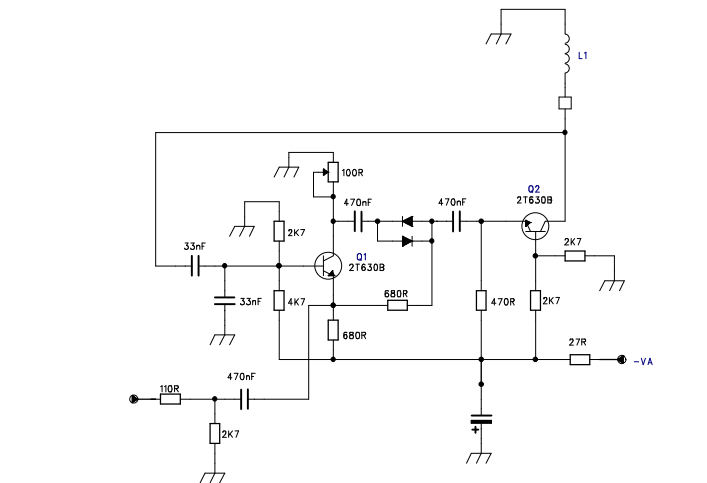 L1
100R
Q2
2T630B
470nF
470nF
2K7
33nF
Q1
2T630B
2K7
33nF
4K7
680R
470R
2K7
680R
27R
-VA
470nF
110R
2K7
+